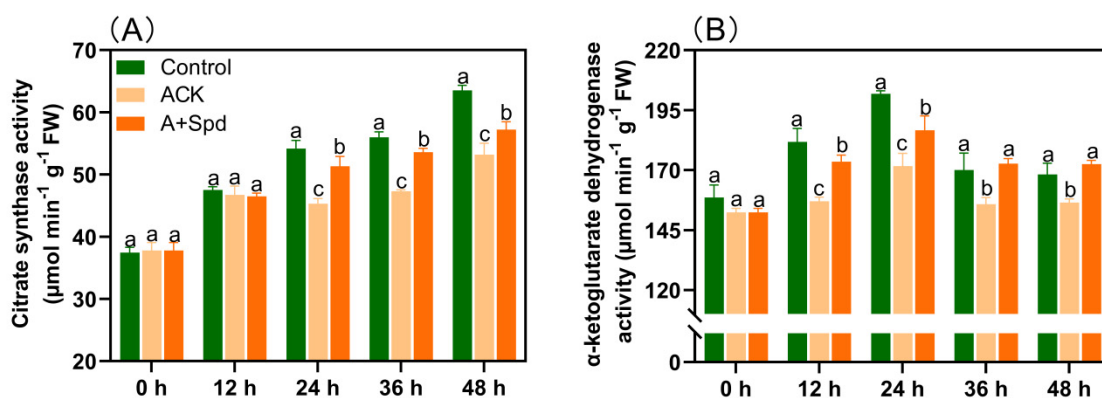 (A)
Citrate synthase activity
(μmol min⁻¹ g⁻¹ FW)
70
60
50
40
30
20
Control
ACK
A+Spd
a a a
a a a
a c b
a c b
a c b
0 h 12 h 24 h 36 h 48 h
(B)
α-ketoglutarate dehydrogenase
activity (μmol min⁻¹ g⁻¹ FW)
220
195
170
145
120
0
a a a
a c b
a c b
a b a
a b a
0 h 12 h 24 h 36 h 48 h